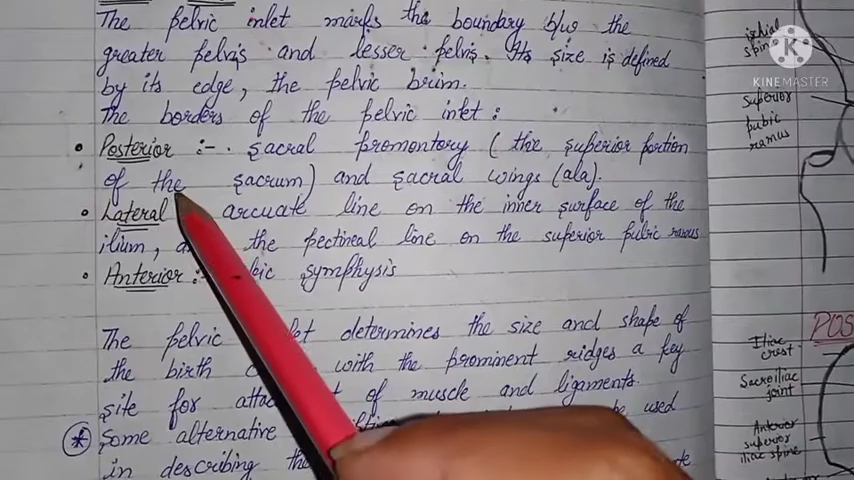 The pelvic inlet marks the boundary b/w the
greater pelvis and lesser pelvis. Its size is defined
by its edge, the pelvic brim.
The borders of the pelvic inlet :
• Posterior :- . sacral promontory ( the superior portion
of the sacrum) and sacral wings (ala).
• Lateral arcuate line on the inner surface of the
ilium, the pectineal line on the superior pubic ramus
• Anterior :- symphysis
The pelvic determines the size and shape of
the birth with the prominent ridges a key
site for of muscle and ligaments.
* Some alternative used
in describing
ischial
spine
superior
pubic
ramus
POS
Iliac
crest
Sacroiliac
joint
Anterior
superior
iliac spine
KINEMASTER